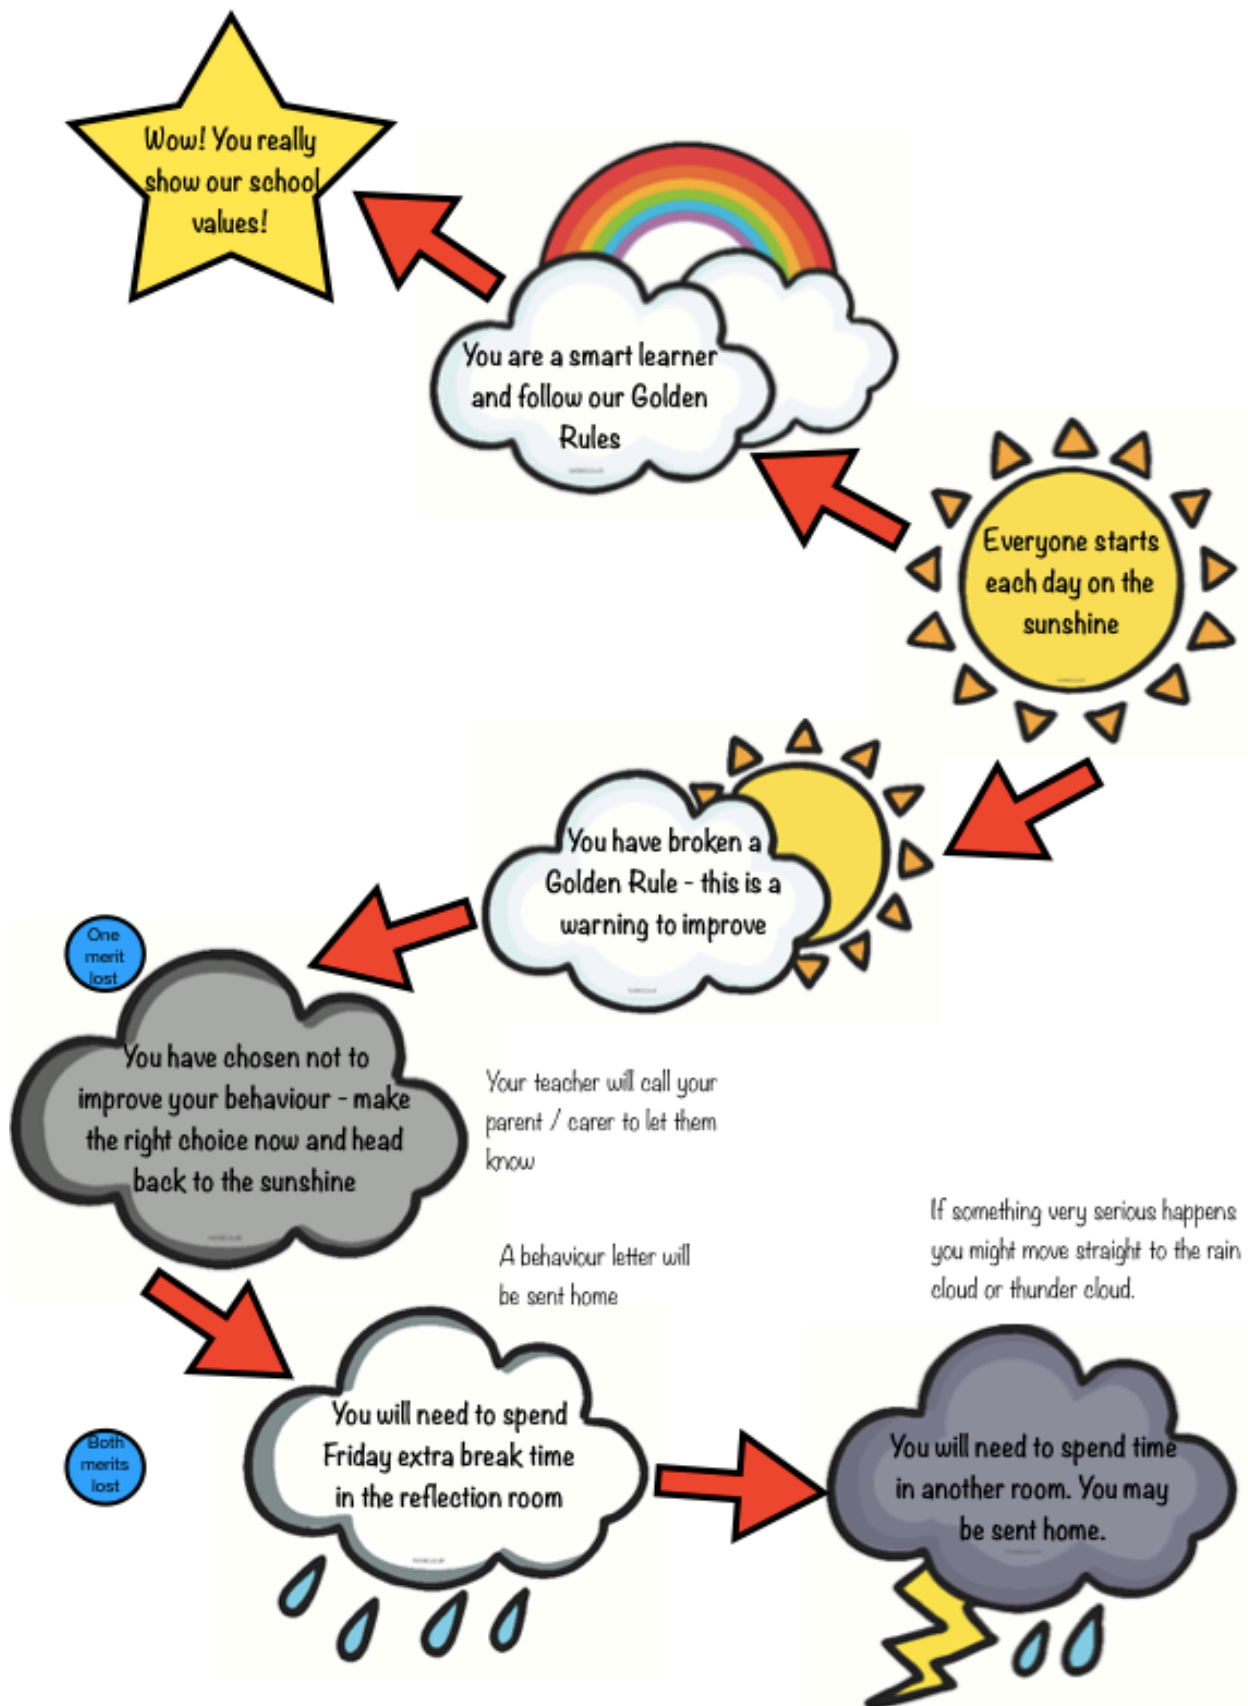 Wow! You really
show our school
values!
You are a smart learner
and follow our Golden
Rules
Everyone starts
each day on the
sunshine
You have broken a
Golden Rule - this is a
warning to improve
One
merit
lost
You have chosen not to
improve your behaviour - make
the right choice now and head
back to the sunshine
Your teacher will call your
parent / carer to let them
know
If something very serious happens
you might move straight to the rain
cloud or thunder cloud.
A behaviour letter will
be sent home
Both
merits
lost
You will need to spend
Friday extra break time
in the reflection room
You will need to spend time
in another room. You may
be sent home.